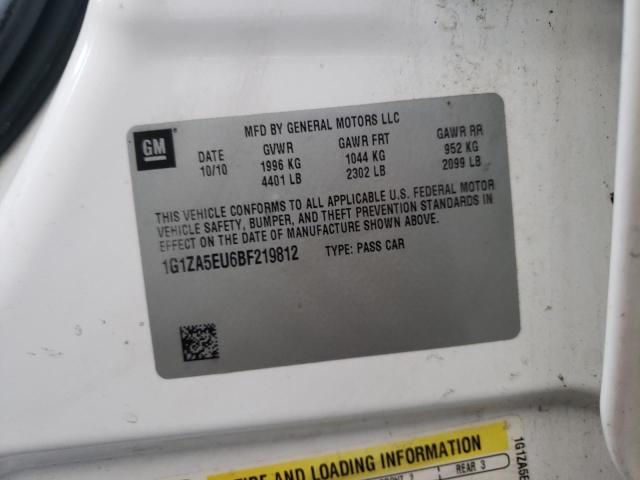 GM
MFD BY GENERAL MOTORS LLC
DATE GVWR GAWR FRT GAWR RR
10/10 1996 KG 1044 KG 952 KG
4401 LB 2302 LB 2099 LB
THIS VEHICLE CONFORMS TO ALL APPLICABLE U.S. FEDERAL MOTOR
VEHICLE SAFETY, BUMPER, AND THEFT PREVENTION STANDARDS IN
EFFECT ON THE DATE OF MANUFACTURE SHOWN ABOVE.
1G1ZA5EU6BF219812 TYPE: PASS CAR
AND LOADING INFORMATION
REAR 3
1G1ZA5E